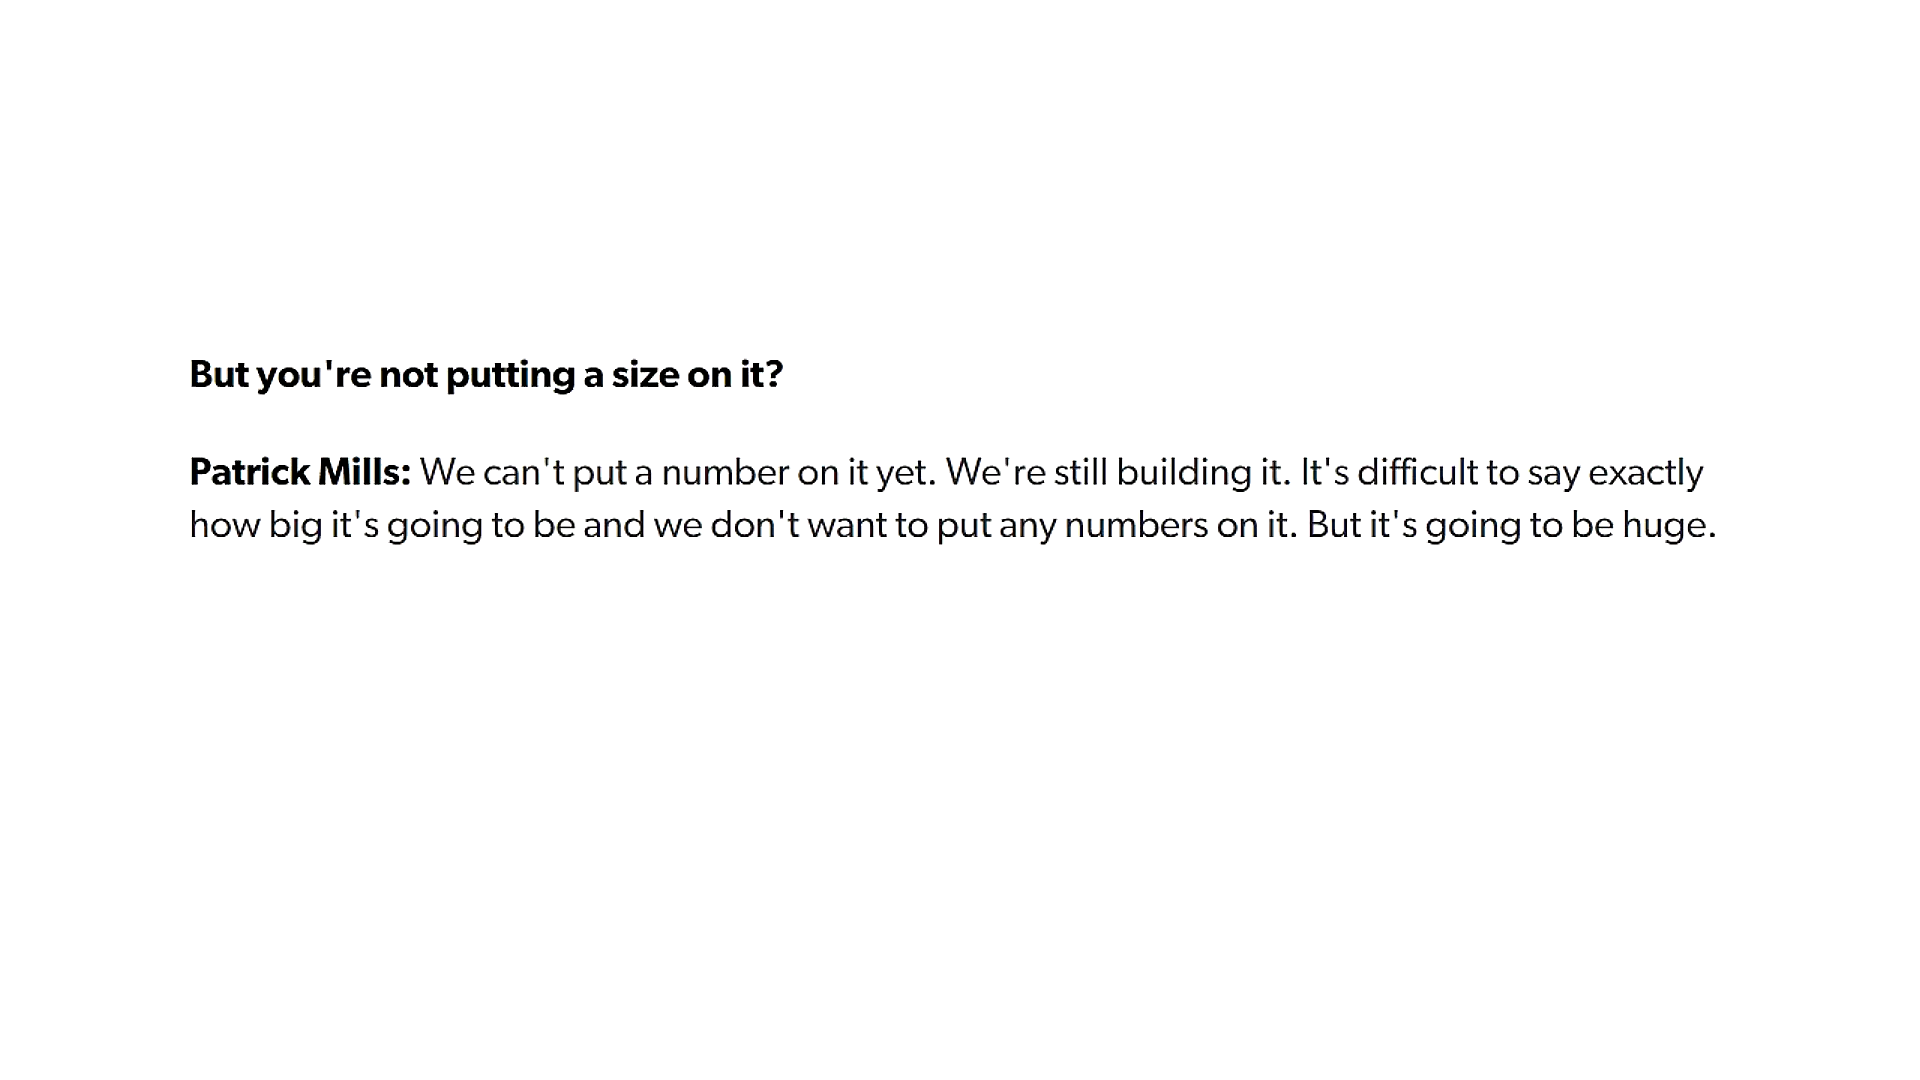 But you're not putting a size on it?
Patrick Mills: We can't put a number on it yet. We're still building it. It's difficult to say exactly
how big it's going to be and we don't want to put any numbers on it. But it's going to be huge.